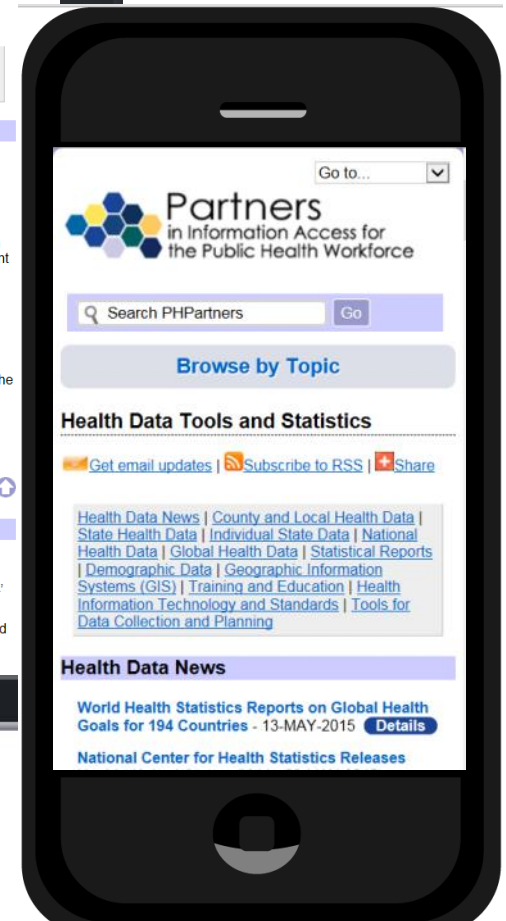 Go to...
Partners
in Information Access for
the Public Health Workforce
Search PHPartners
Go
Browse by Topic
Health Data Tools and Statistics
Get email updates | Subscribe to RSS | Share
Health Data News | County and Local Health Data |
State Health Data | Individual State Data | National
Health Data | Global Health Data | Statistical Reports
| Demographic Data | Geographic Information
Systems (GIS) | Training and Education | Health
Information Technology and Standards | Tools for
Data Collection and Planning
Health Data News
World Health Statistics Reports on Global Health
Goals for 194 Countries - 13-MAY-2015 Details
National Center for Health Statistics Releases